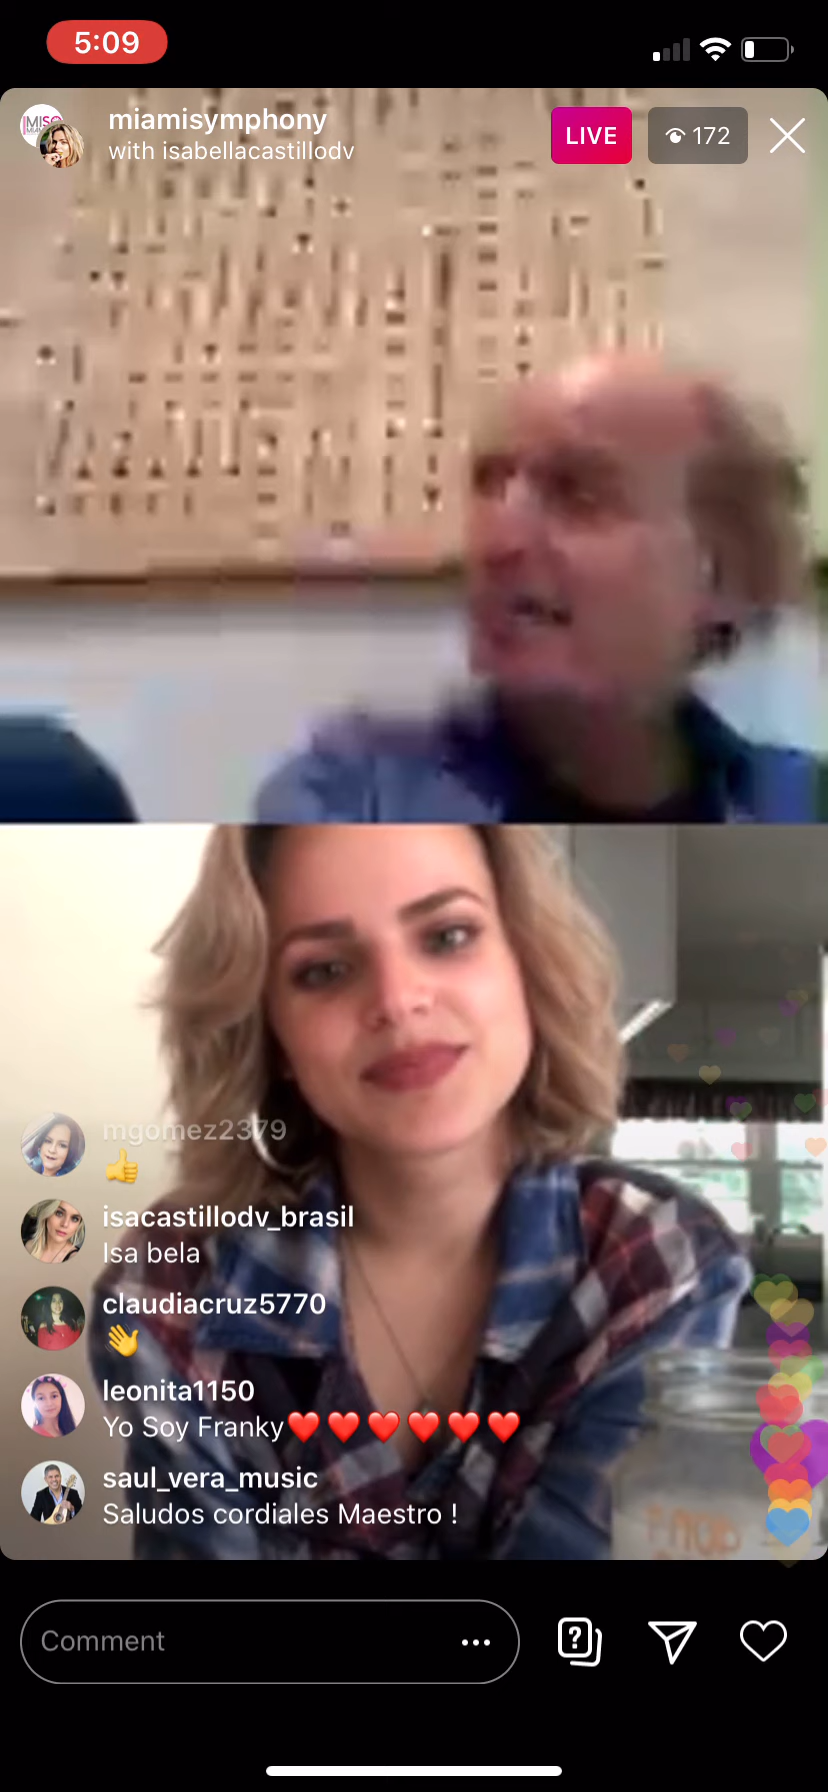 5:09
MISO
miamisymphony
with isabellacastillodv
LIVE
172
mgomez2379
👍
isacastillodv_brasil
Isa bela
claudiacruz5770
👋
leonita1150
Yo Soy Franky❤️❤️❤️❤️❤️❤️
saul_vera_music
Saludos cordiales Maestro !
Comment